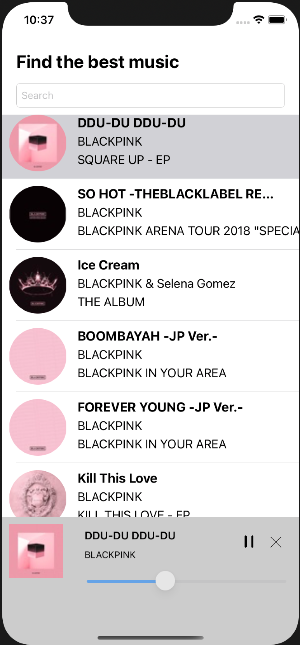 10:37
Find the best music
Search
DDU-DU DDU-DU
BLACKPINK
SQUARE UP - EP
SO HOT -THEBLACKLABEL RE...
BLACKPINK
BLACKPINK ARENA TOUR 2018 "SPECIA
Ice Cream
BLACKPINK & Selena Gomez
THE ALBUM
BOOMBAYAH -JP Ver.-
BLACKPINK
BLACKPINK IN YOUR AREA
FOREVER YOUNG -JP Ver.-
BLACKPINK
BLACKPINK IN YOUR AREA
Kill This Love
BLACKPINK
KILL THIS LOVE - EP
DDU-DU DDU-DU
BLACKPINK